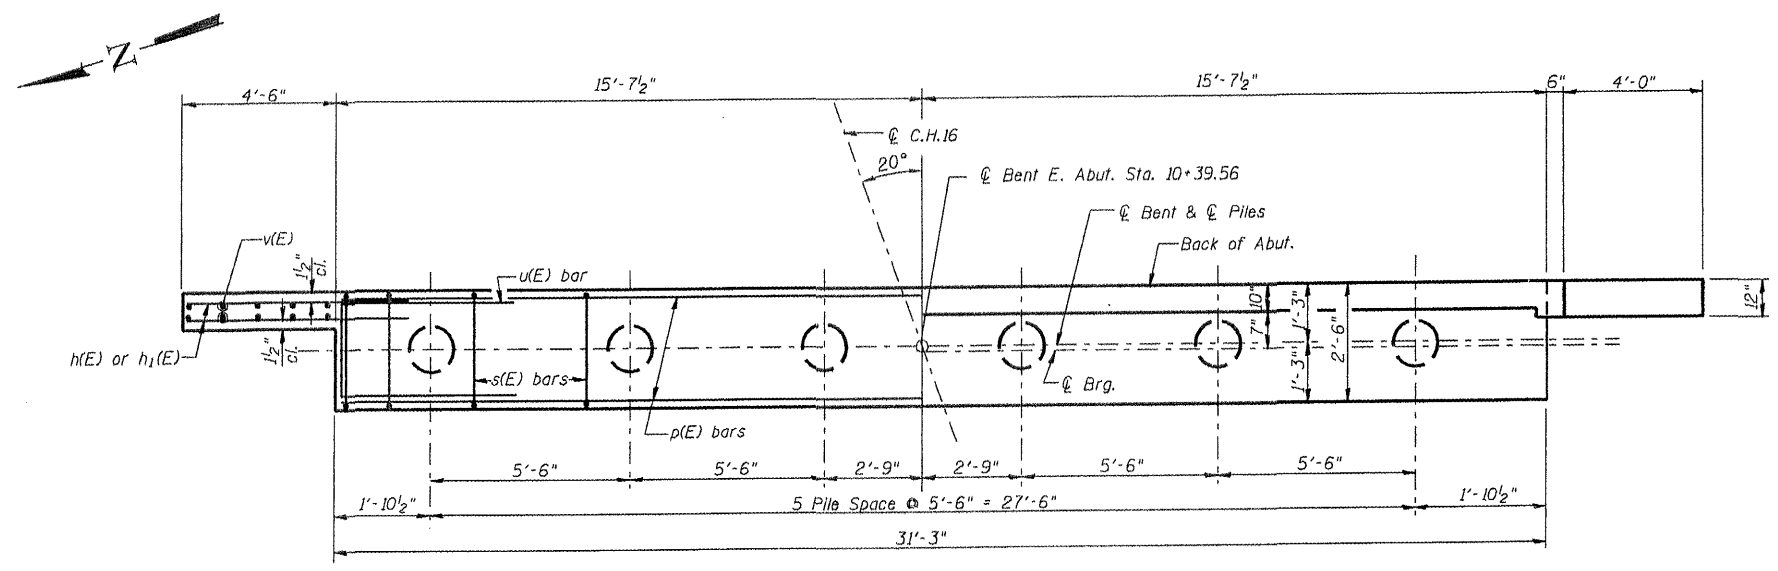 N
4'-6"
15'-7½"
15'-7½"
6"
4'-0"
℄ C.H.16
20°
℄ Bent E. Abut. Sta. 10+39.56
℄ Bent & ℄ Piles
Back of Abut.
v(E)
1½" cl.
u(E) bar
10"
7"
1'-3"
1'-3"
2'-6"
12"
h(E) or h₁(E)
1½" cl.
s(E) bars
℄ Brg.
p(E) bars
5'-6"
5'-6"
2'-9"
2'-9"
5'-6"
5'-6"
1'-10½"
5 Pile Space @ 5'-6" = 27'-6"
1'-10½"
31'-3"